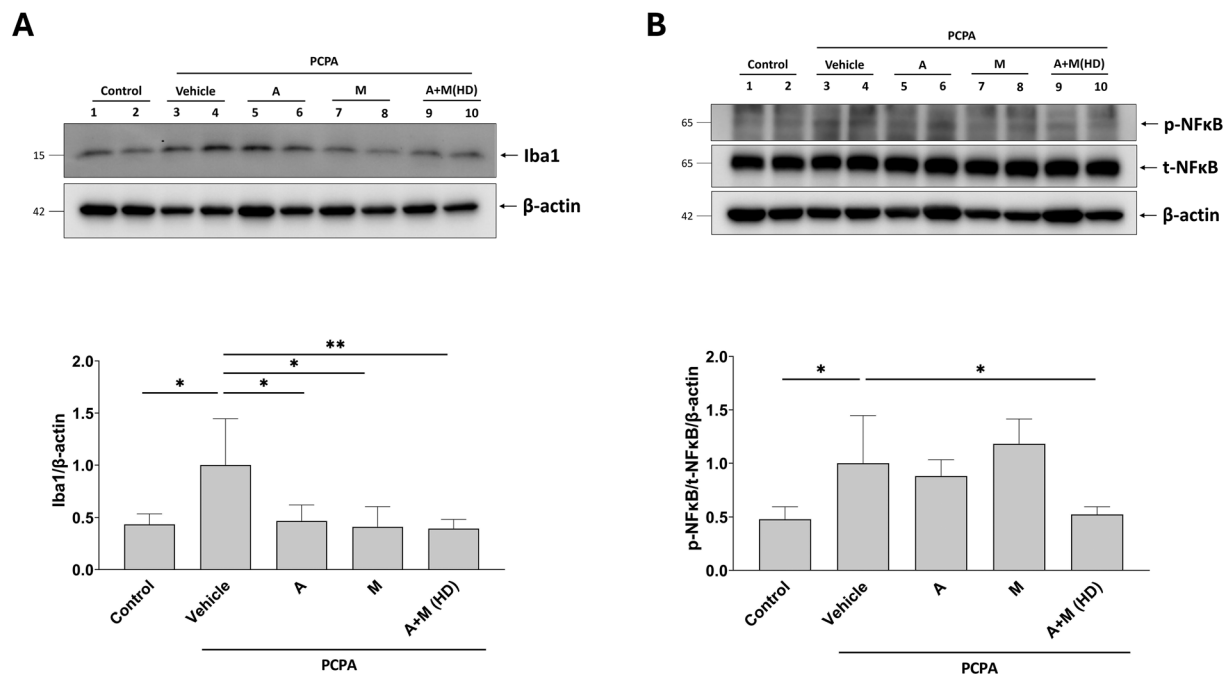 A
PCPA
Control Vehicle A M A+M(HD)
1 2 3 4 5 6 7 8 9 10
15 Iba1
42 β-actin
2.0
1.5
1.0
0.5
0.0
Iba1/β-actin
* * * **
Control Vehicle A M A+M (HD)
PCPA
B
PCPA
Control Vehicle A M A+M(HD)
1 2 3 4 5 6 7 8 9 10
65 p-NFκB
65 t-NFκB
42 β-actin
2.0
1.5
1.0
0.5
0.0
p-NFκB/t-NFκB/β-actin
* *
Control Vehicle A M A+M (HD)
PCPA